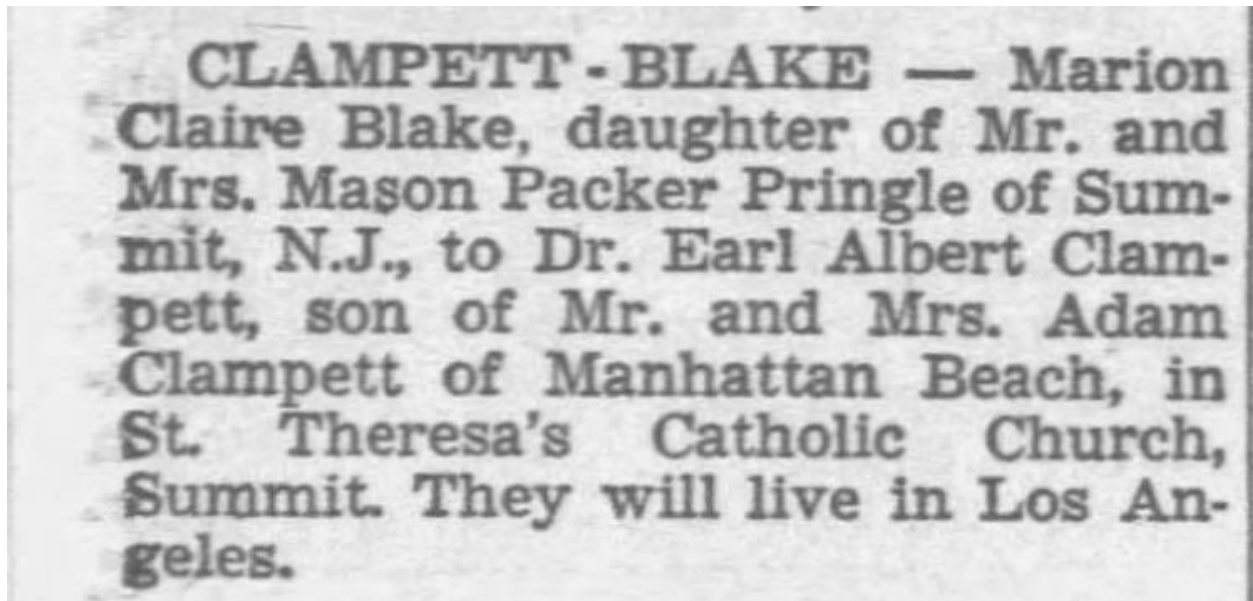 CLAMPETT - BLAKE — Marion
Claire Blake, daughter of Mr. and
Mrs. Mason Packer Pringle of Sum-
mit, N.J., to Dr. Earl Albert Clam-
pett, son of Mr. and Mrs. Adam
Clampett of Manhattan Beach, in
St. Theresa's Catholic Church,
Summit. They will live in Los An-
geles.